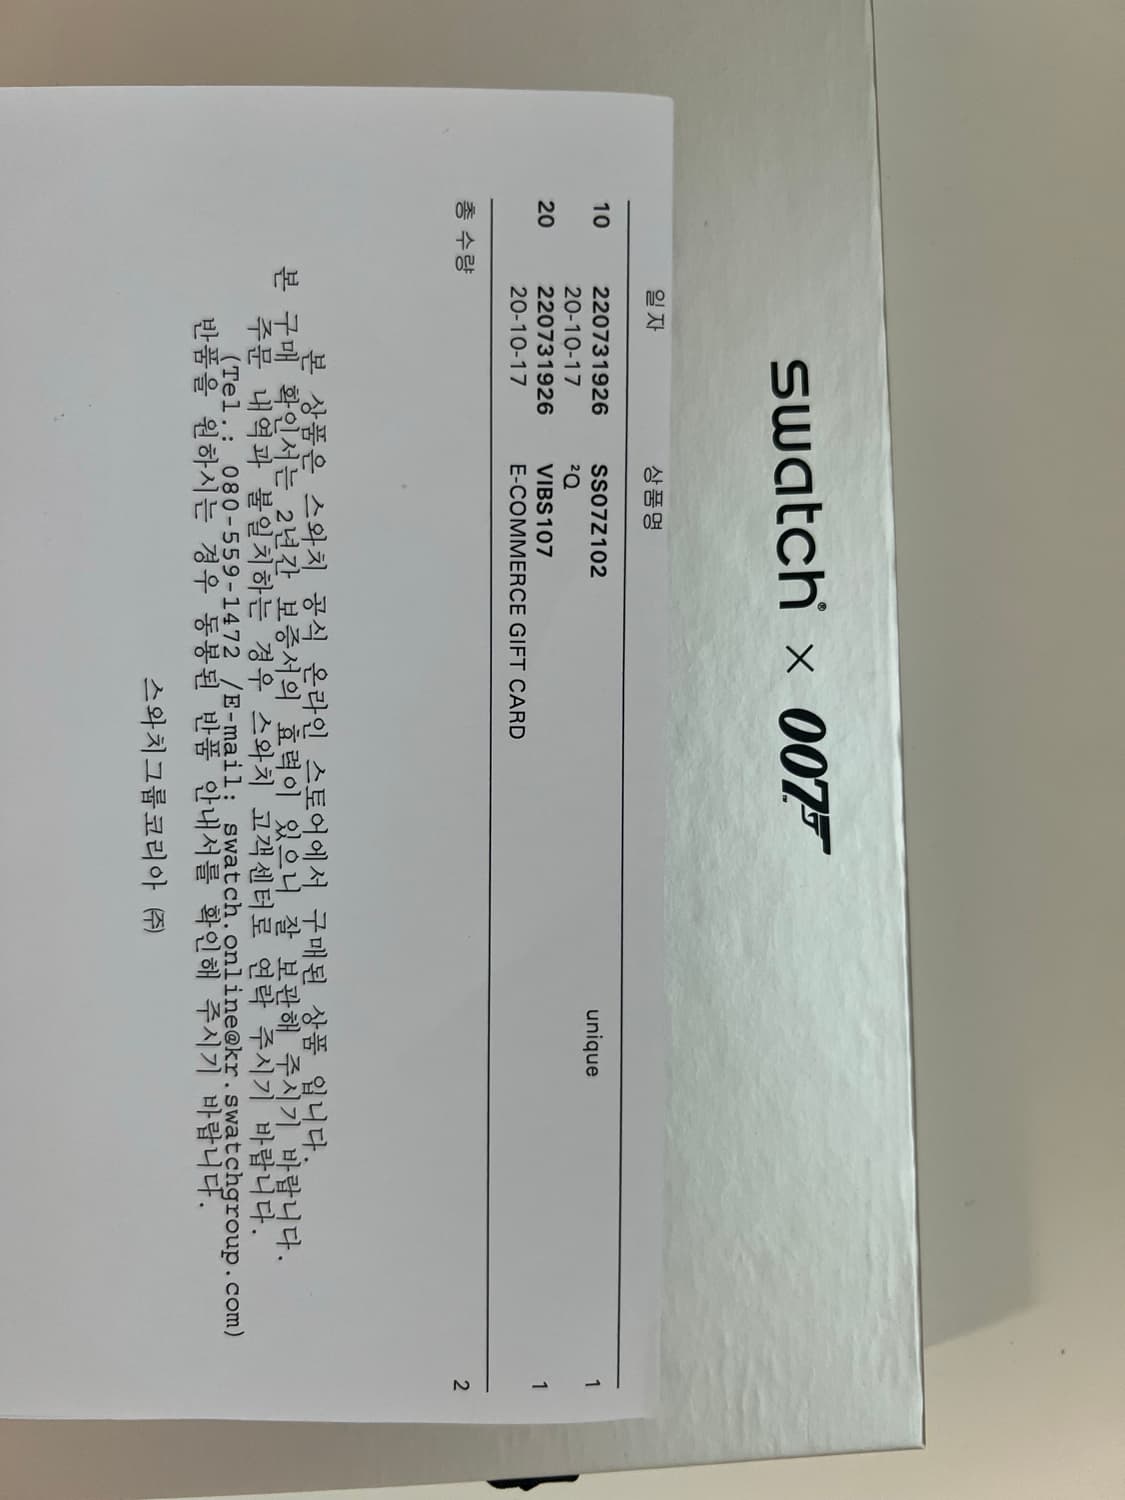 swatch® × 007™
일자 상품명
10 220731926 SS07Z102 unique 1
20-10-17 ²Q
20 220731926 VIBS107 1
20-10-17 E-COMMERCE GIFT CARD
총 수량 2
본 상품은 스와치 공식 온라인 스토어에서 구매된 상품 입니다.
본 구매 확인서는 2년간 보증서의 효력이 있으니 잘 보관해 주시기 바랍니다.
주문 내역과 불일치하는 경우 스와치 고객센터로 연락 주시기 바랍니다.
(Tel.: 080-559-1472 /E-mail: swatch.online@kr.swatchgroup.com)
반품을 원하시는 경우 동봉된 반품 안내서를 확인해 주시기 바랍니다.
스와치그룹코리아 ㈜